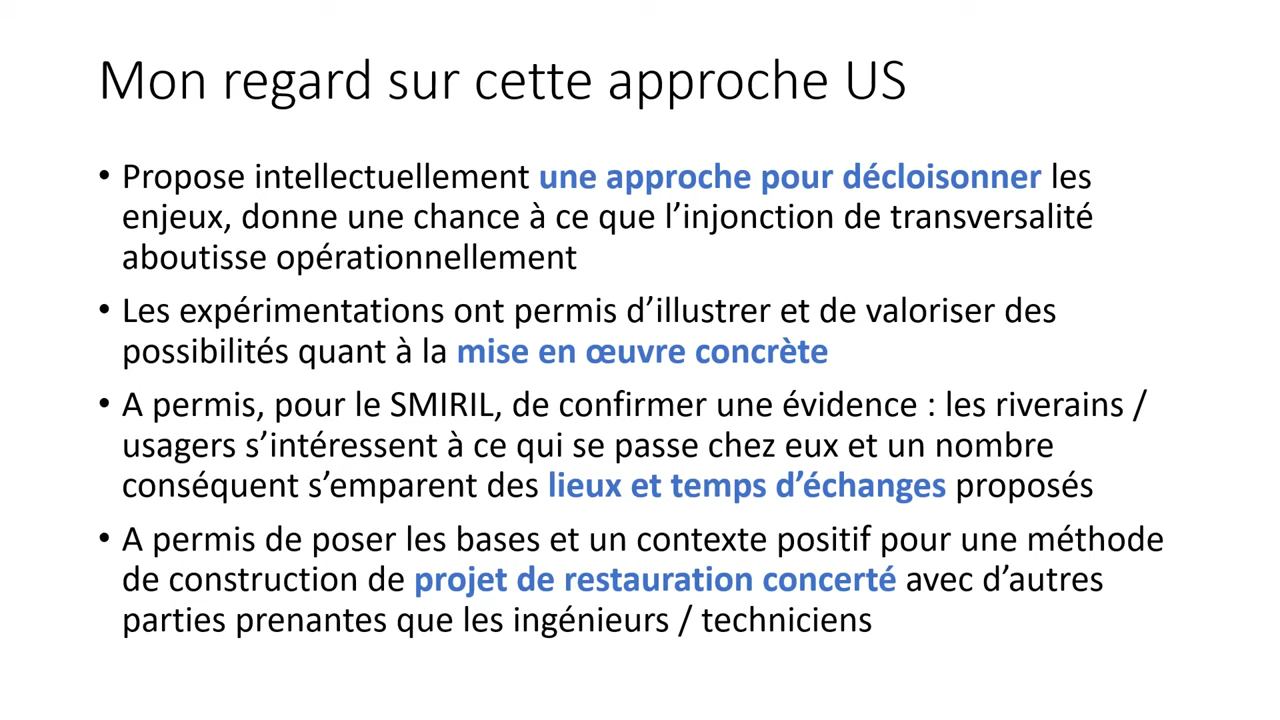 Mon regard sur cette approche US
• Propose intellectuellement une approche pour décloisonner les
enjeux, donne une chance à ce que l’injonction de transversalité
aboutisse opérationnellement
• Les expérimentations ont permis d’illustrer et de valoriser des
possibilités quant à la mise en œuvre concrète
• A permis, pour le SMIRIL, de confirmer une évidence : les riverains /
usagers s’intéressent à ce qui se passe chez eux et un nombre
conséquent s’emparent des lieux et temps d’échanges proposés
• A permis de poser les bases et un contexte positif pour une méthode
de construction de projet de restauration concerté avec d’autres
parties prenantes que les ingénieurs / techniciens